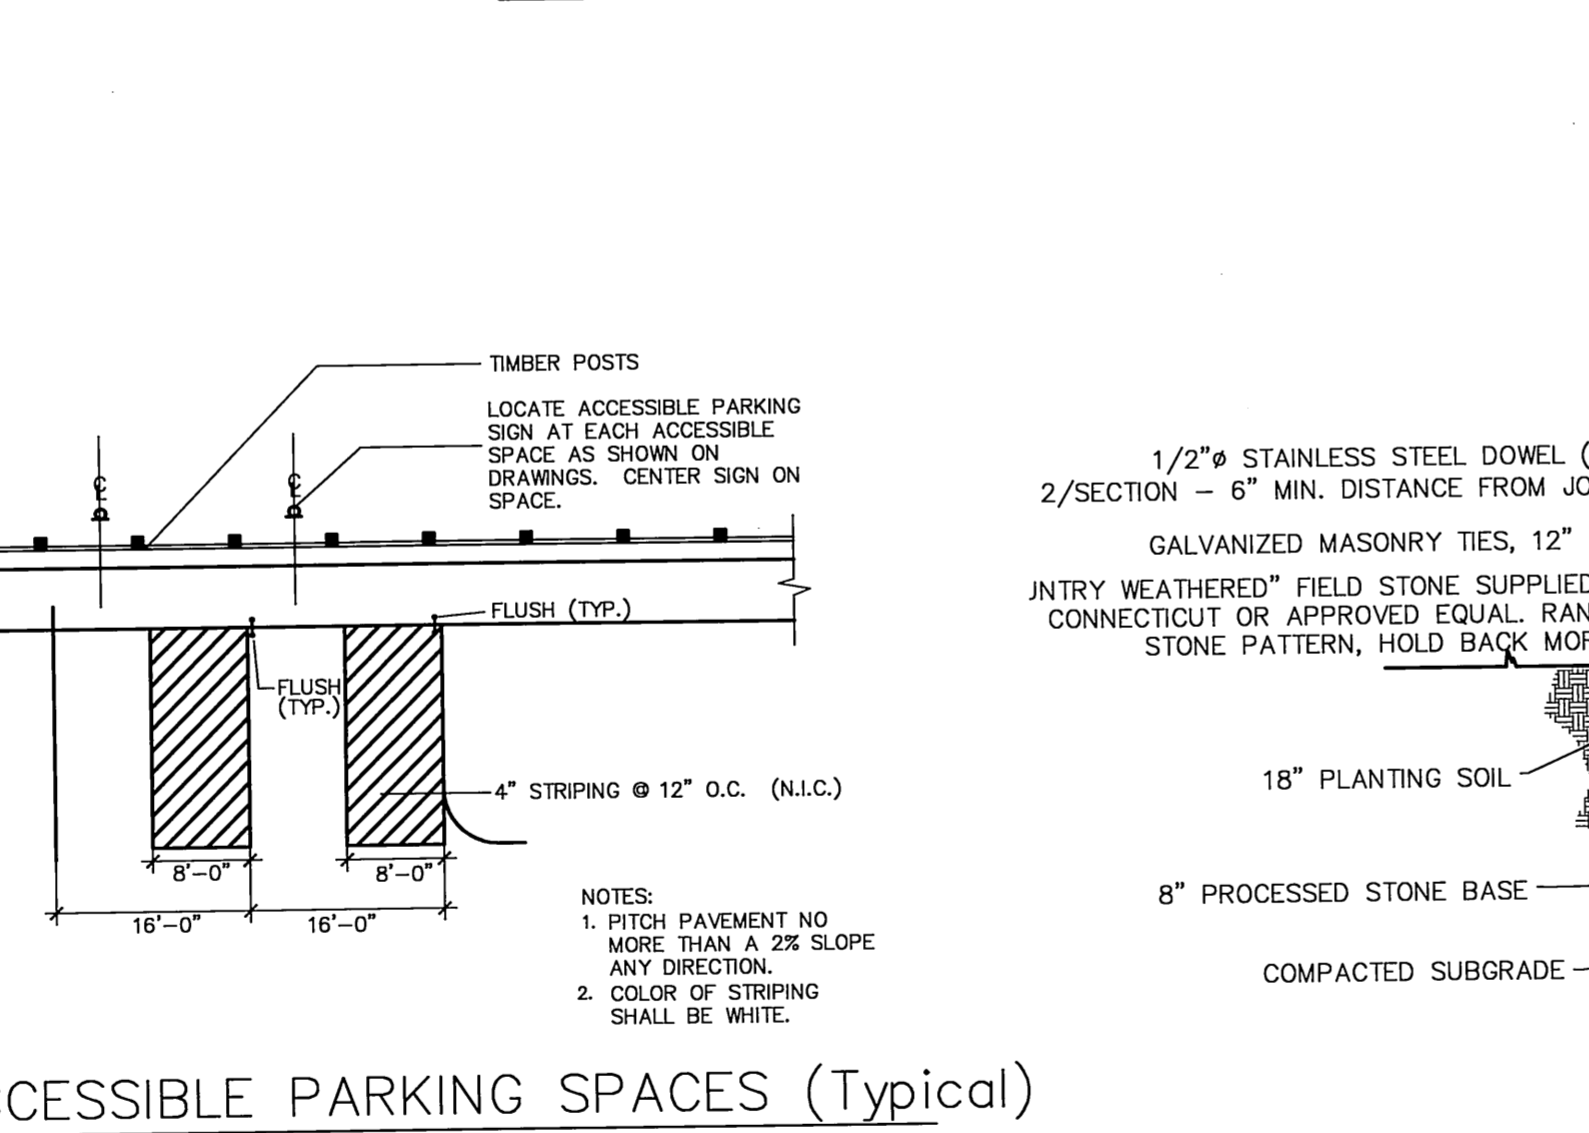 TIMBER POSTS
LOCATE ACCESSIBLE PARKING
SIGN AT EACH ACCESSIBLE
SPACE AS SHOWN ON
DRAWINGS. CENTER SIGN ON
SPACE.
FLUSH (TYP.)
FLUSH
(TYP.)
4" STRIPING @ 12" O.C. (N.I.C.)
8'-0"
8'-0"
16'-0"
16'-0"
NOTES:
1. PITCH PAVEMENT NO
MORE THAN A 2% SLOPE
ANY DIRECTION.
2. COLOR OF STRIPING
SHALL BE WHITE.
CCESSIBLE PARKING SPACES (Typical)
1/2"ø STAINLESS STEEL DOWEL (
2/SECTION – 6" MIN. DISTANCE FROM JO
GALVANIZED MASONRY TIES, 12"
UNTRY WEATHERED" FIELD STONE SUPPLIED
CONNECTICUT OR APPROVED EQUAL. RAN
STONE PATTERN, HOLD BACK MOR
18" PLANTING SOIL
8" PROCESSED STONE BASE
COMPACTED SUBGRADE